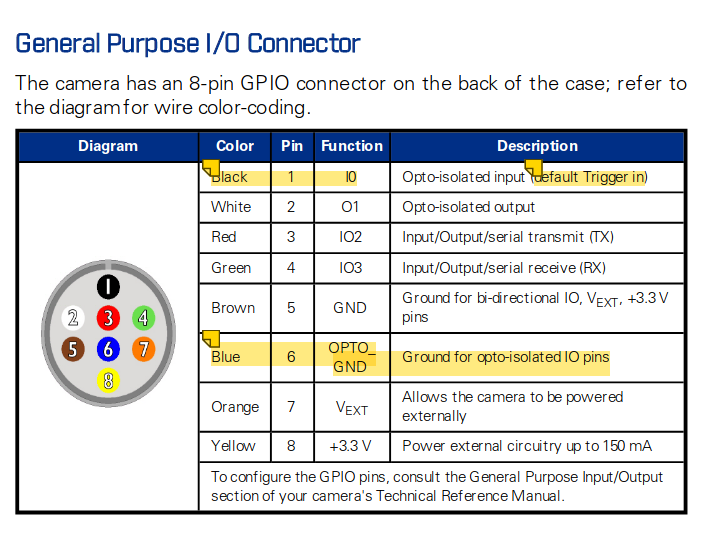 General Purpose I/O Connector
The camera has an 8-pin GPIO connector on the back of the case; refer to
the diagram for wire color-coding.
Diagram Color Pin Function Description
Black 1 I0 Opto-isolated input (default Trigger in)
White 2 O1 Opto-isolated output
Red 3 IO2 Input/Output/serial transmit (TX)
Green 4 IO3 Input/Output/serial receive (RX)
Brown 5 GND Ground for bi-directional IO, VEXT, +3.3 V
pins
Blue 6 OPTO_
GND Ground for opto-isolated IO pins
Orange 7 VEXT Allows the camera to be powered
externally
Yellow 8 +3.3 V Power external circuitry up to 150 mA
To configure the GPIO pins, consult the General Purpose Input/Output
section of your camera's Technical Reference Manual.
1
2 3 4
5 6 7
8